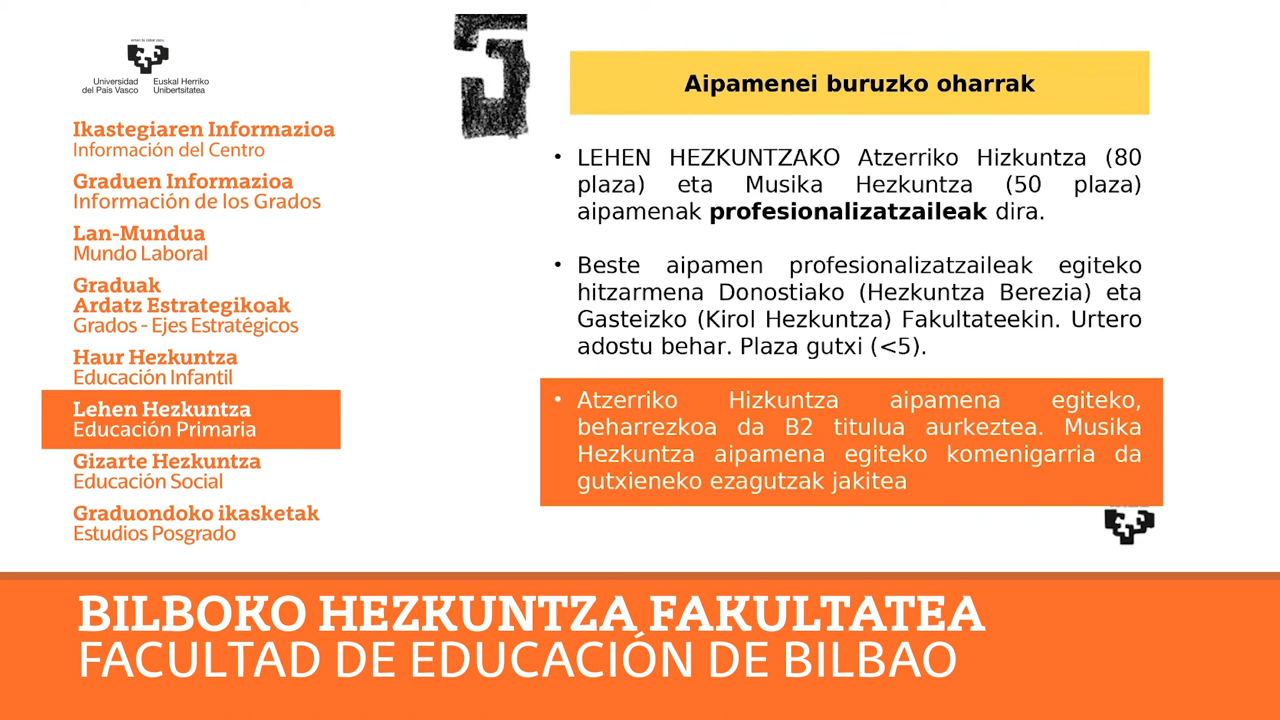 Universidad
del País Vasco
Euskal Herriko
Unibertsitatea
Ikastegiaren Informazioa
Información del Centro
Graduen Informazioa
Información de los Grados
Lan-Mundua
Mundo Laboral
Graduak
Ardatz Estrategikoak
Grados - Ejes Estratégicos
Haur Hezkuntza
Educación Infantil
Lehen Hezkuntza
Educación Primaria
Gizarte Hezkuntza
Educación Social
Graduondoko ikasketak
Estudios Posgrado
Aipamenei buruzko oharrak
• LEHEN HEZKUNTZAKO Atzerriko Hizkuntza (80
plaza) eta Musika Hezkuntza (50 plaza)
aipamenak profesionalizatzaileak dira.
• Beste aipamen profesionalizatzaileak egiteko
hitzarmena Donostiako (Hezkuntza Berezia) eta
Gasteizko (Kirol Hezkuntza) Fakultateekin. Urtero
adostu behar. Plaza gutxi (<5).
• Atzerriko Hizkuntza aipamena egiteko,
beharrezkoa da B2 titulua aurkeztea. Musika
Hezkuntza aipamena egiteko komenigarria da
gutxieneko ezagutzak jakitea
BILBOKO HEZKUNTZA FAKULTATEA
FACULTAD DE EDUCACIÓN DE BILBAO